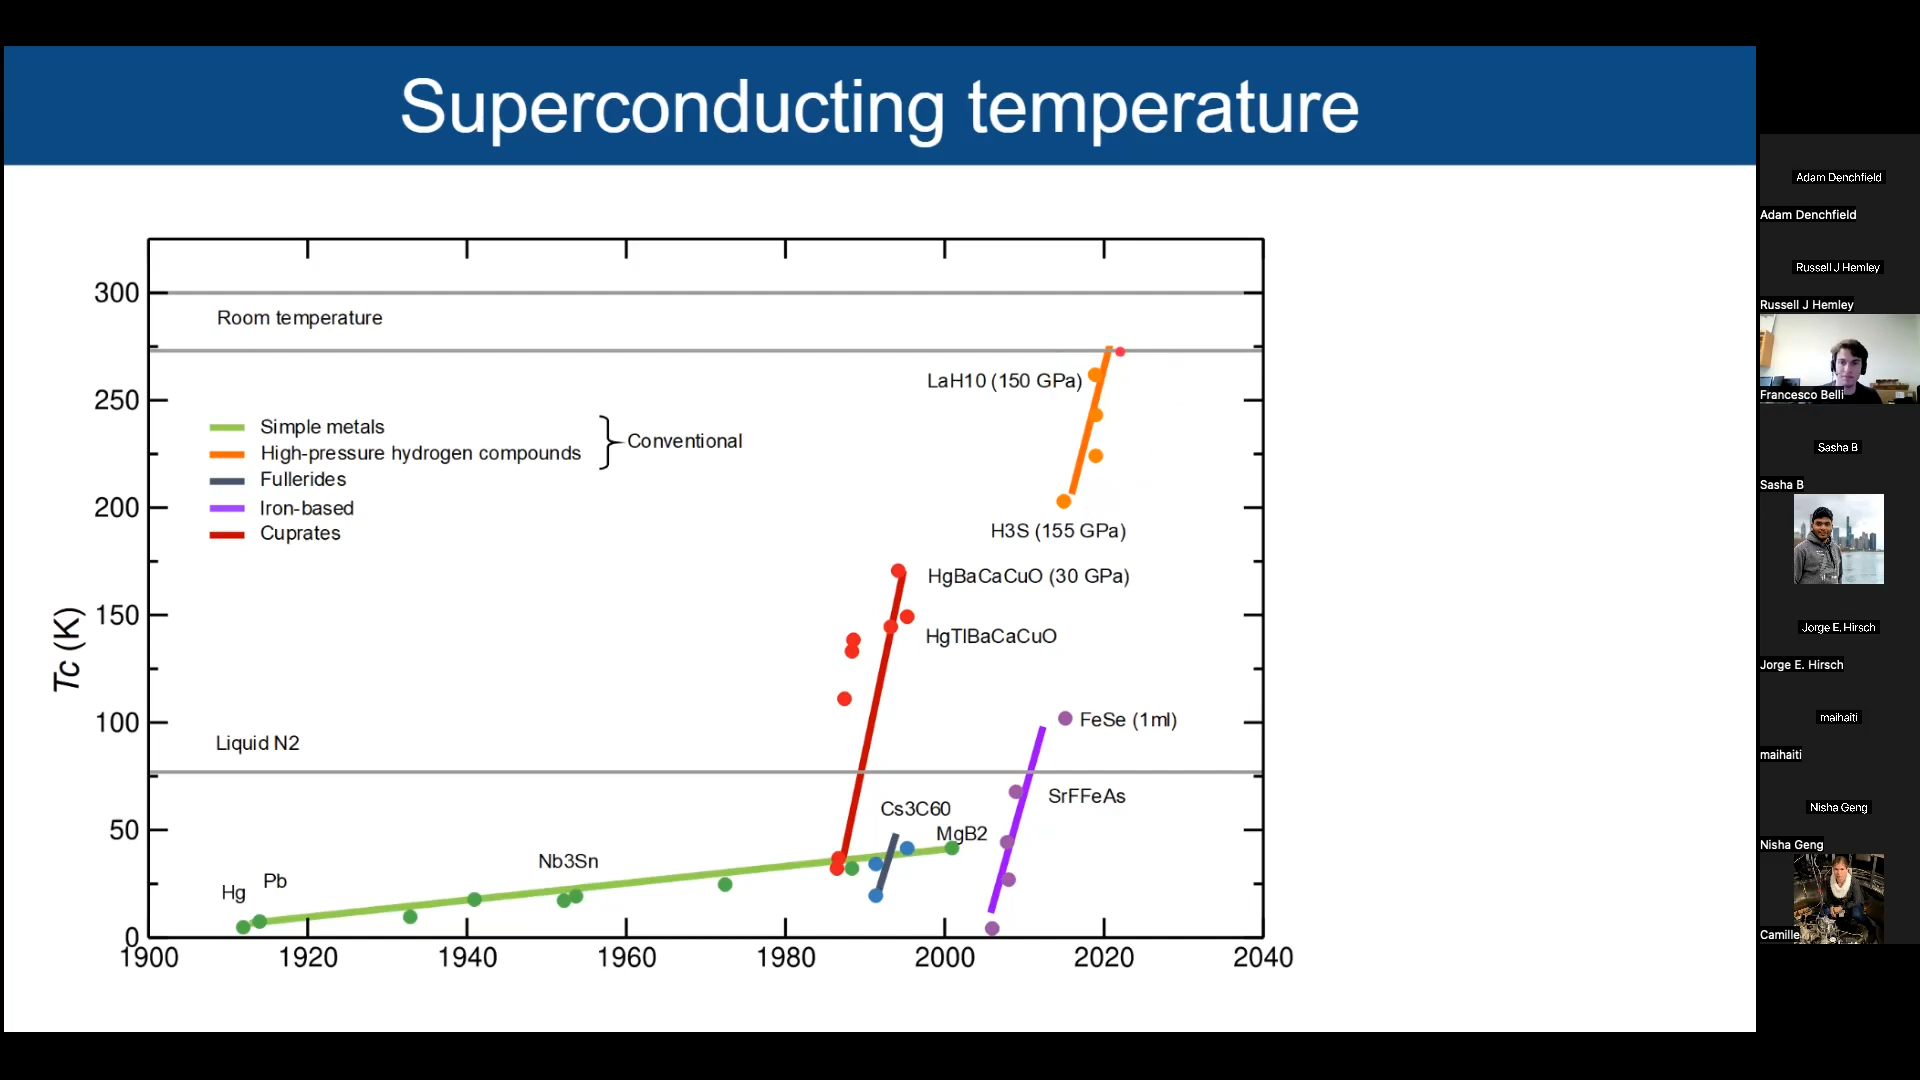 Superconducting temperature
300
Room temperature
LaH10 (150 GPa)
250
Simple metals
High-pressure hydrogen compounds
Conventional
Fullerides
Iron-based
Cuprates
200
H3S (155 GPa)
HgBaCaCuO (30 GPa)
150
HgTlBaCaCuO
Tc (K)
100
FeSe (1ml)
Liquid N2
SrFFeAs
Cs3C60
50
MgB2
Nb3Sn
Pb
Hg
0
1900 1920 1940 1960 1980 2000 2020 2040
Adam Denchfield
Adam Denchfield
Russell J Hemley
Russell J Hemley
Francesco Belli
Sasha B
Sasha B
Jorge E. Hirsch
Jorge E. Hirsch
maihaiti
maihaiti
Nisha Geng
Nisha Geng
Camille